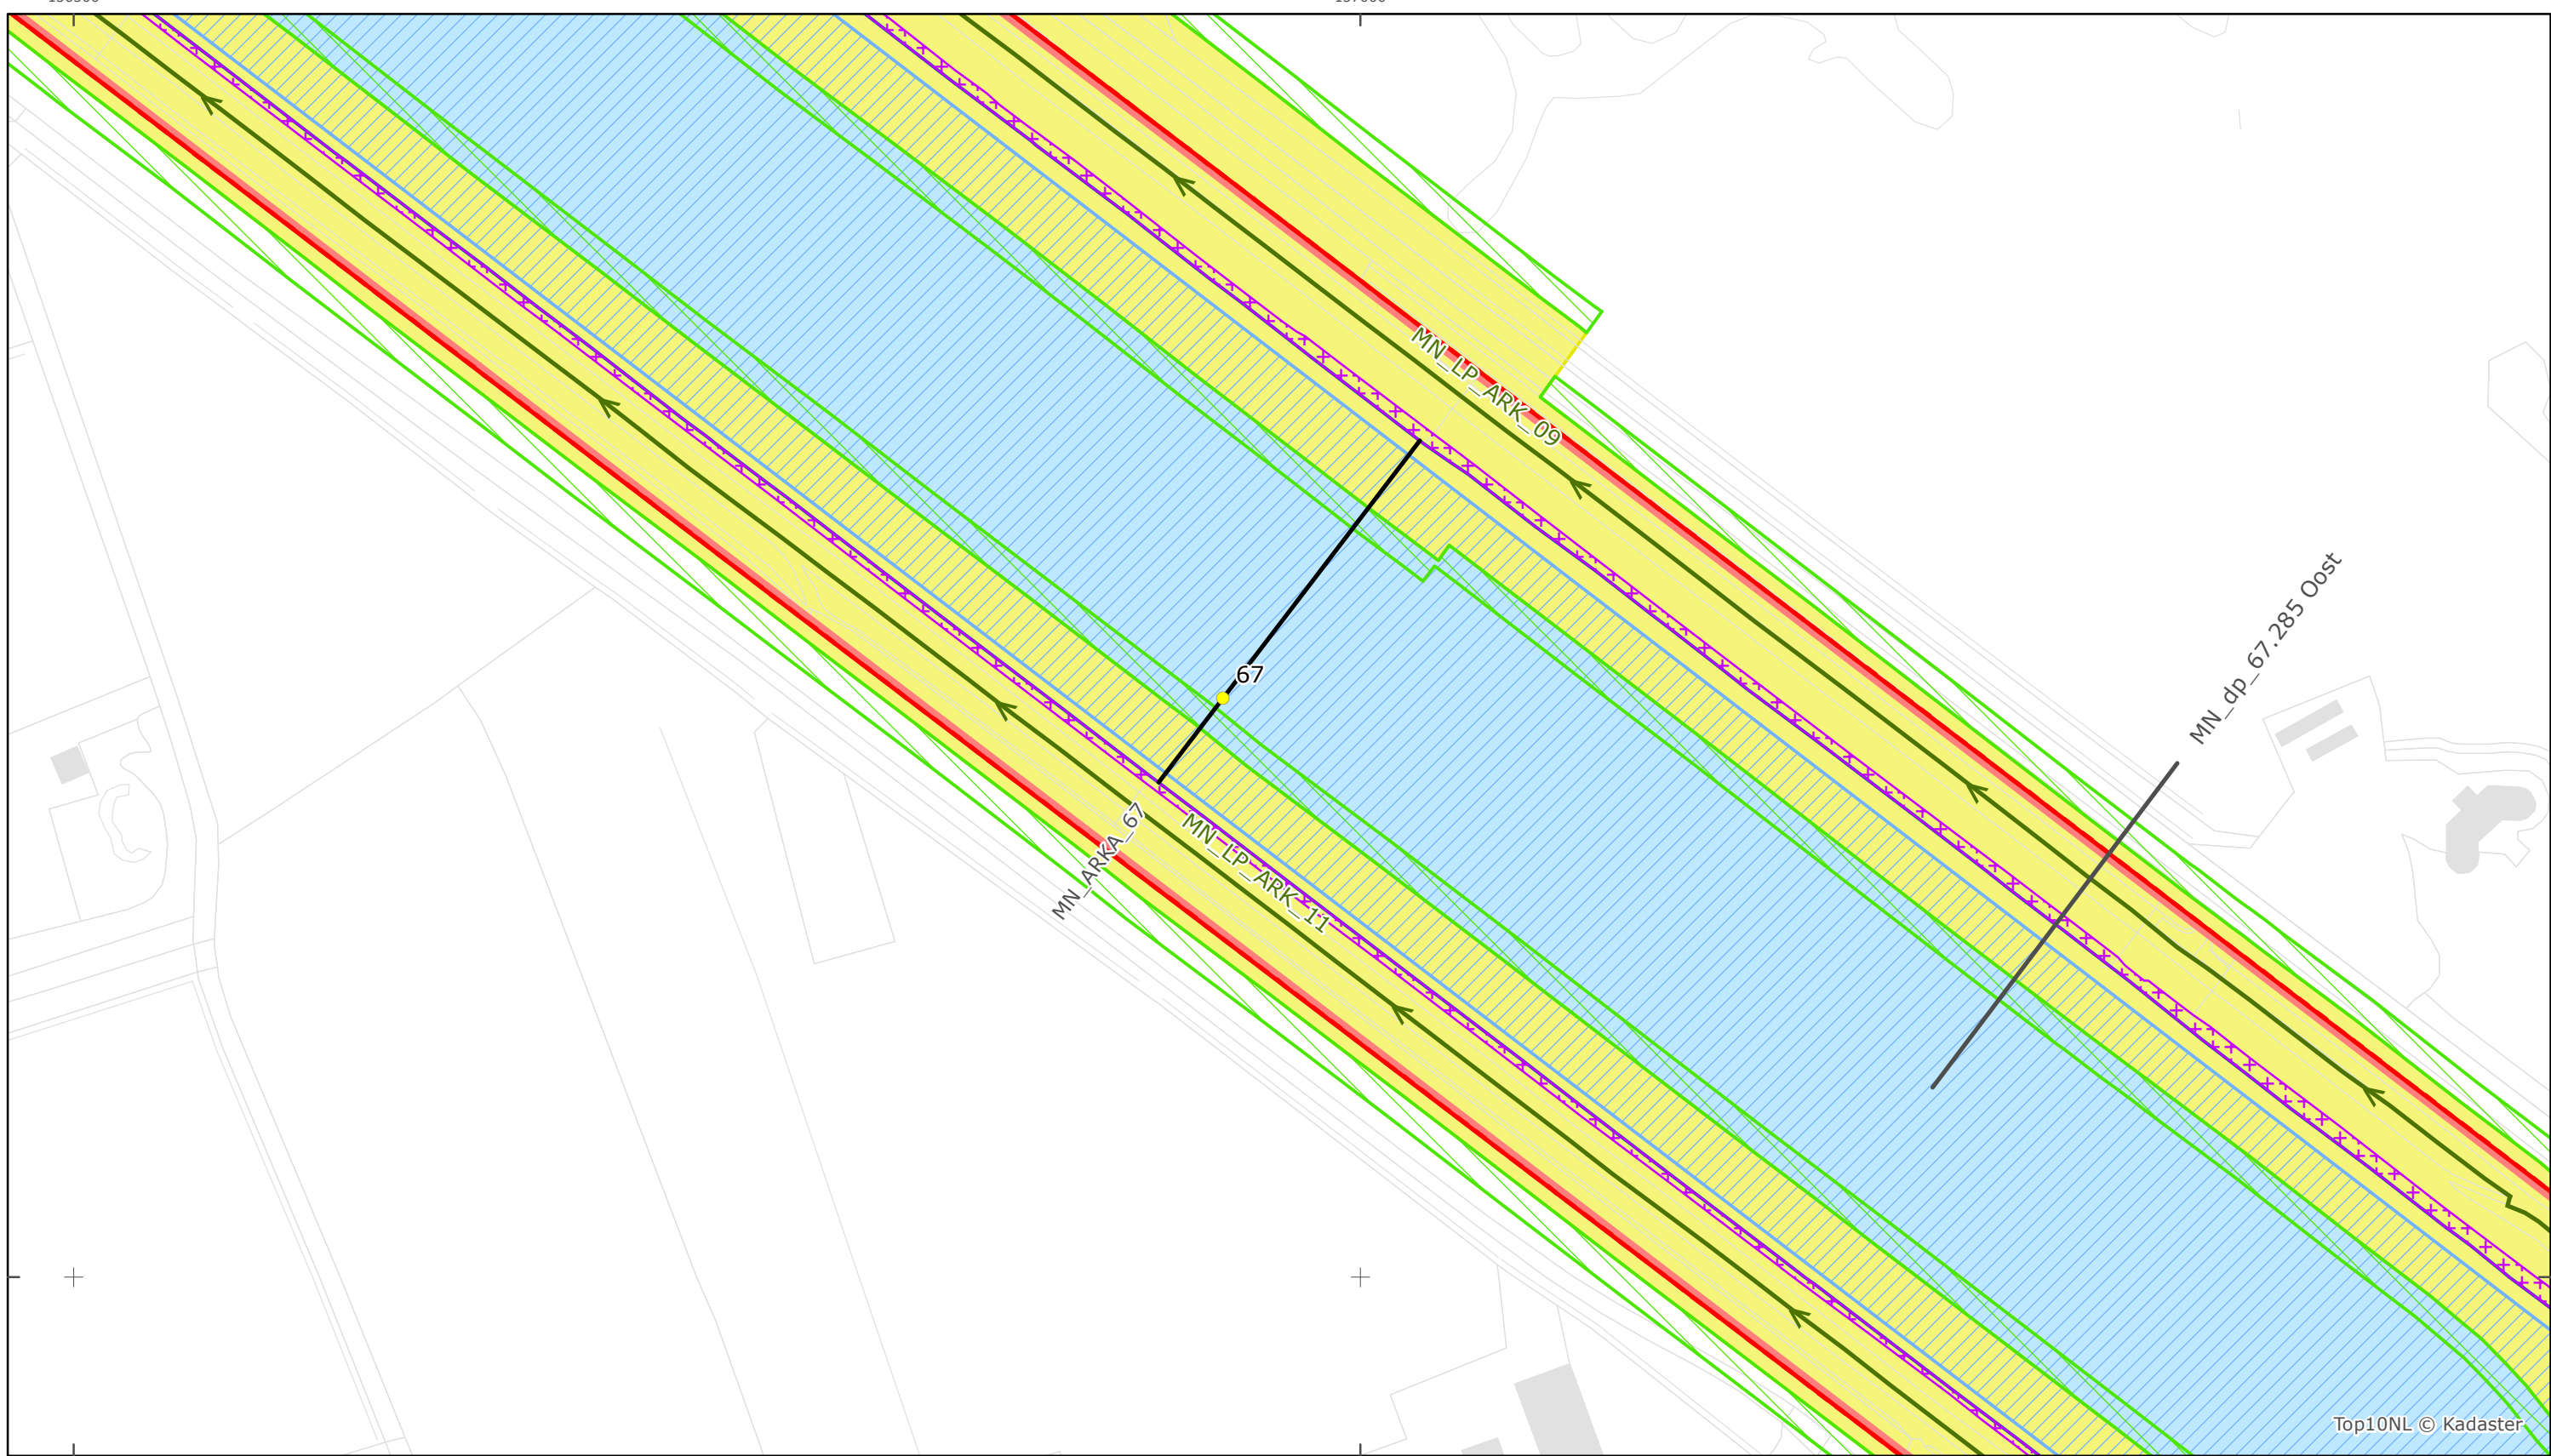 MN_LP_ARK_09
67
MN_dp_67.285 Oost
MN_ARKA_67
MN_LP_ARK_11
Top10NL © Kadaster